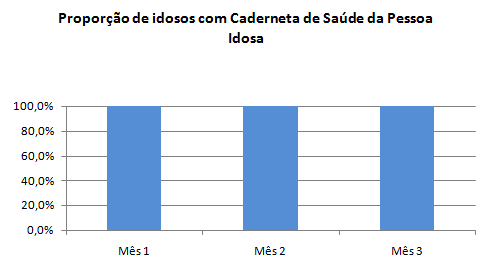 Proporção de idosos com Caderneta de Saúde da Pessoa
Idosa
100,0%
80,0%
60,0%
40,0%
20,0%
0,0%
Mês 1
Mês 2
Mês 3